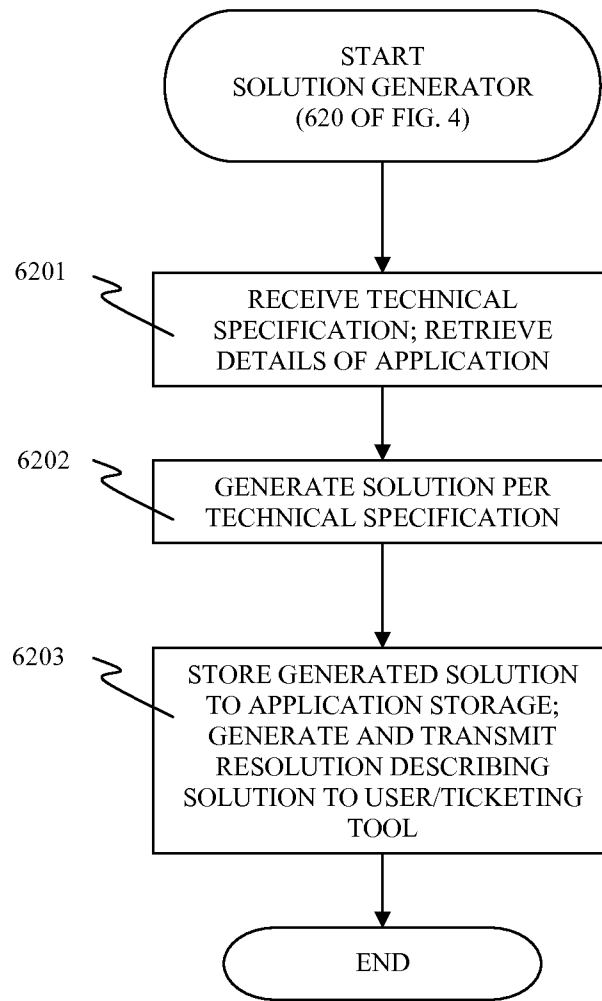 START
SOLUTION GENERATOR
(620 OF FIG. 4)
6201
RECEIVE TECHNICAL
SPECIFICATION; RETRIEVE
DETAILS OF APPLICATION
6202
GENERATE SOLUTION PER
TECHNICAL SPECIFICATION
6203
STORE GENERATED SOLUTION
TO APPLICATION STORAGE;
GENERATE AND TRANSMIT
RESOLUTION DESCRIBING
SOLUTION TO USER/TICKETING
TOOL
END